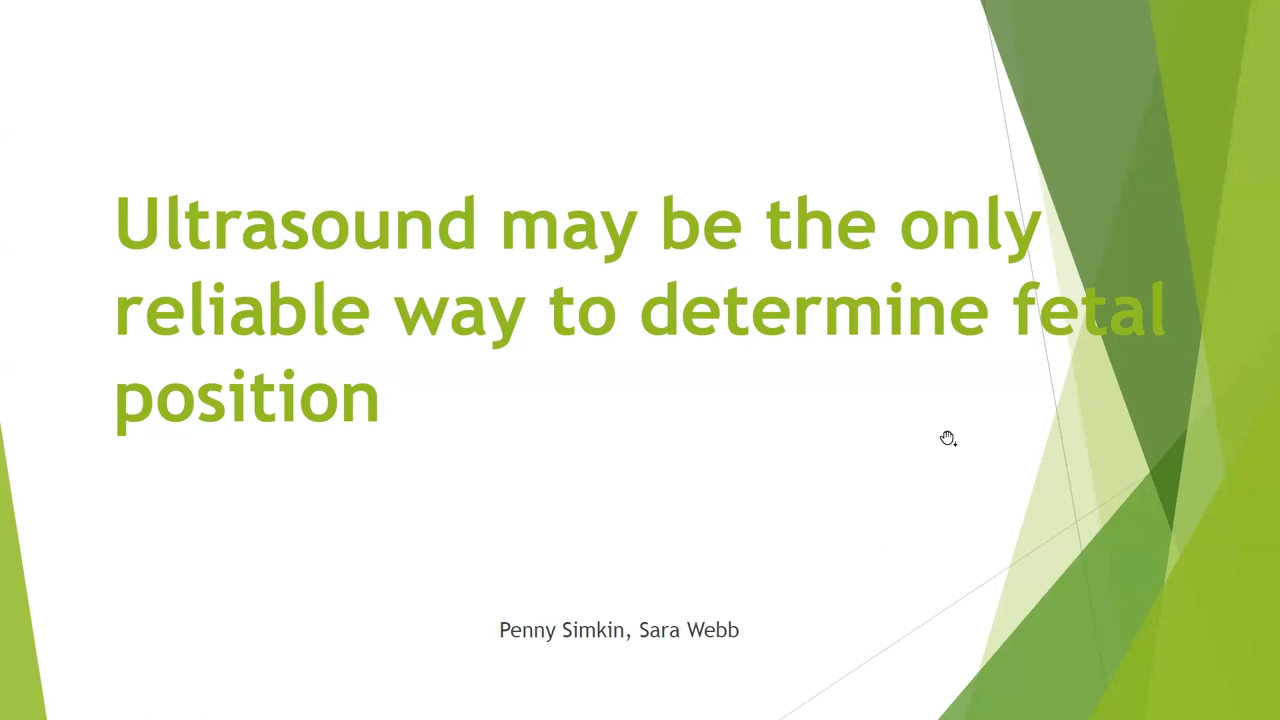 Ultrasound may be the only
reliable way to determine fetal
position
Penny Simkin, Sara Webb